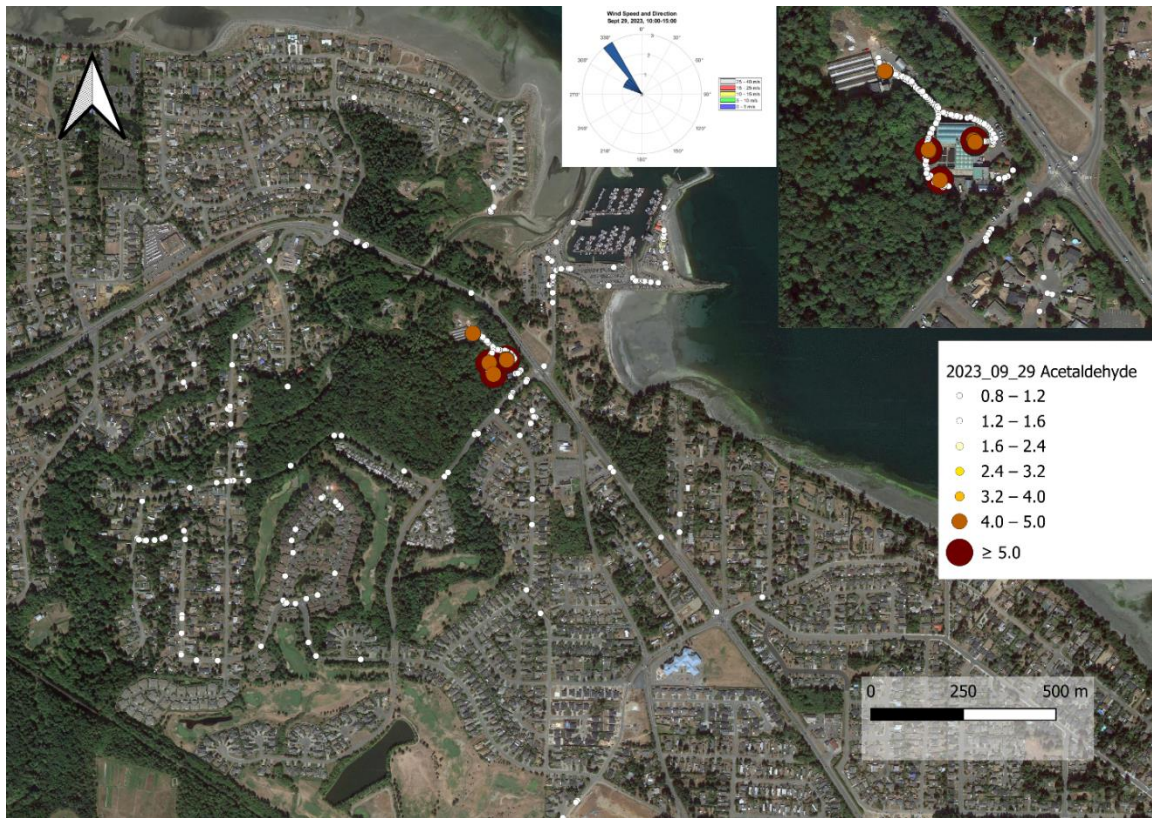 Wind Speed and Direction
Sept 29, 2023, 10:00-15:00
0°
330°
30°
300°
60°
270°
90°
120°
210°
150°
180°
2023_09_29 Acetaldehyde
0.8 – 1.2
1.2 – 1.6
1.6 – 2.4
2.4 – 3.2
3.2 – 4.0
4.0 – 5.0
≥ 5.0
0 250 500 m